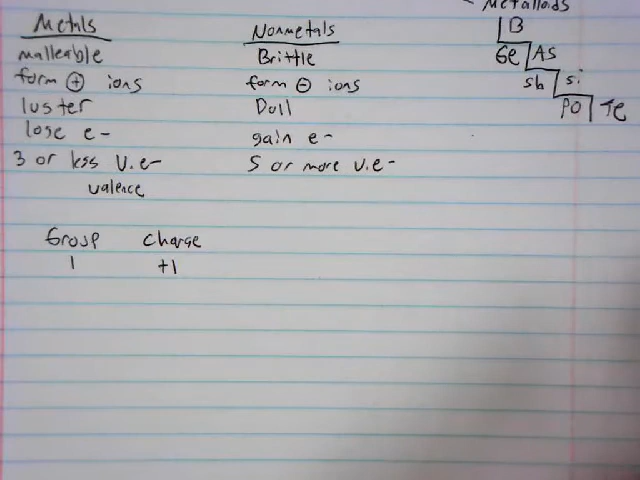 Metalloids
Metals Nonmetals B
malleable Brittle Ge As
form + ions form - ions Sb Si
luster Dull Po Te
lose e- gain e-
3 or less V.e- 5 or more V.e-
valence
Group Charge
1 +1